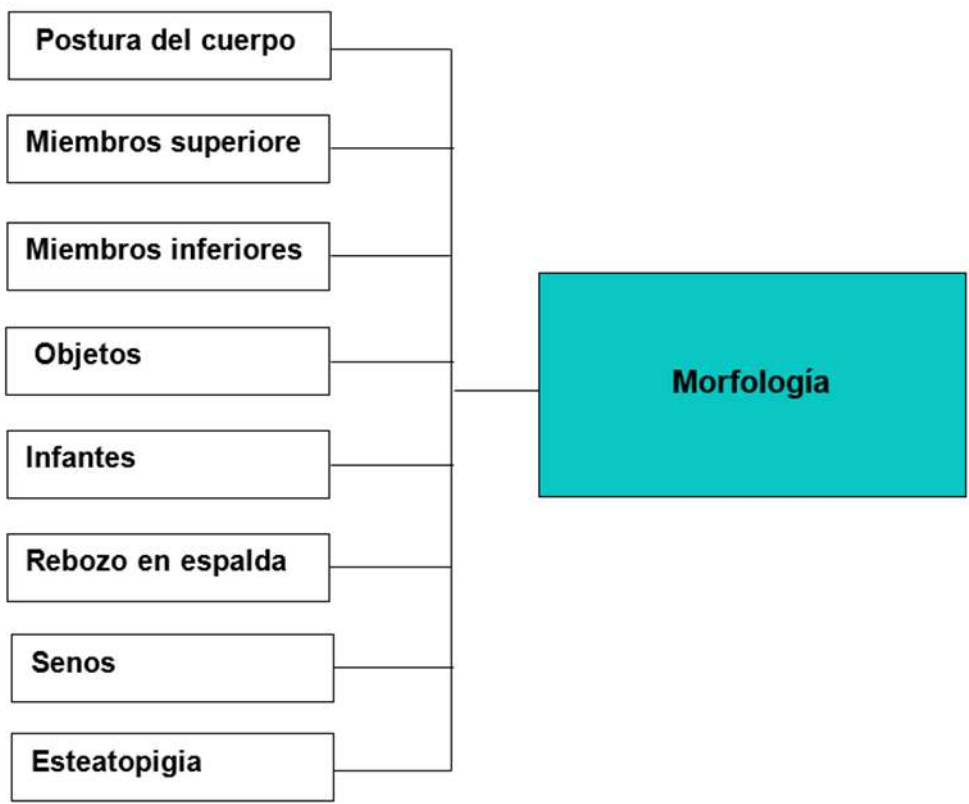 Postura del cuerpo
Miembros superiore
Miembros inferiores
Objetos
Infantes
Rebozo en espalda
Senos
Esteatopigia
Morfología